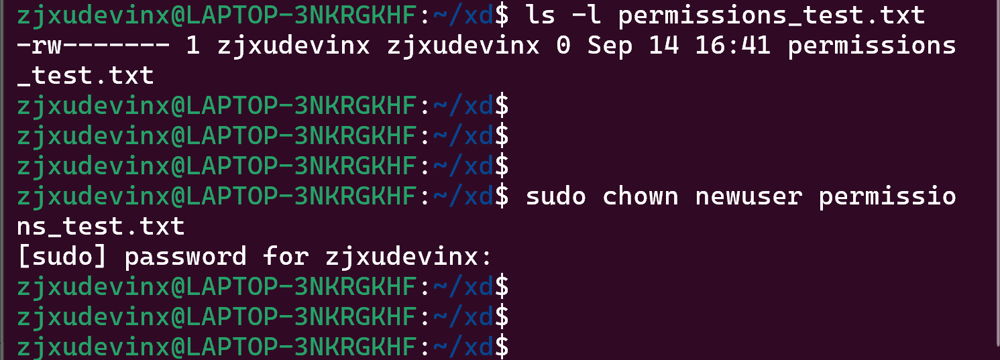 zjxudevinx@LAPTOP-3NKRGKHF:~/xd$ ls -l permissions_test.txt
-rw------- 1 zjxudevinx zjxudevinx 0 Sep 14 16:41 permissions
_test.txt
zjxudevinx@LAPTOP-3NKRGKHF:~/xd$
zjxudevinx@LAPTOP-3NKRGKHF:~/xd$
zjxudevinx@LAPTOP-3NKRGKHF:~/xd$
zjxudevinx@LAPTOP-3NKRGKHF:~/xd$ sudo chown newuser permissio
ns_test.txt
[sudo] password for zjxudevinx:
zjxudevinx@LAPTOP-3NKRGKHF:~/xd$
zjxudevinx@LAPTOP-3NKRGKHF:~/xd$
zjxudevinx@LAPTOP-3NKRGKHF:~/xd$